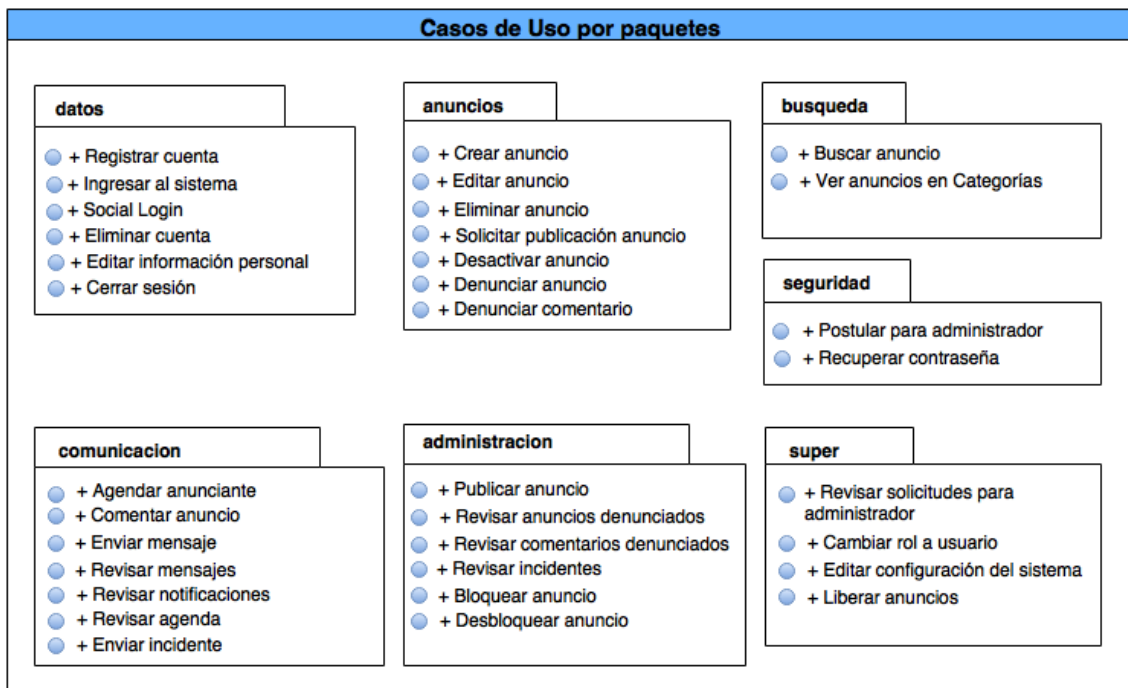 Casos de Uso por paquetes
datos
+ Registrar cuenta
+ Ingresar al sistema
+ Social Login
+ Eliminar cuenta
+ Editar información personal
+ Cerrar sesión
anuncios
+ Crear anuncio
+ Editar anuncio
+ Eliminar anuncio
+ Solicitar publicación anuncio
+ Desactivar anuncio
+ Denunciar anuncio
+ Denunciar comentario
busqueda
+ Buscar anuncio
+ Ver anuncios en Categorías
seguridad
+ Postular para administrador
+ Recuperar contraseña
comunicacion
+ Agendar anunciante
+ Comentar anuncio
+ Enviar mensaje
+ Revisar mensajes
+ Revisar notificaciones
+ Revisar agenda
+ Enviar incidente
administracion
+ Publicar anuncio
+ Revisar anuncios denunciados
+ Revisar comentarios denunciados
+ Revisar incidentes
+ Bloquear anuncio
+ Desbloquear anuncio
super
+ Revisar solicitudes para
administrador
+ Cambiar rol a usuario
+ Editar configuración del sistema
+ Liberar anuncios